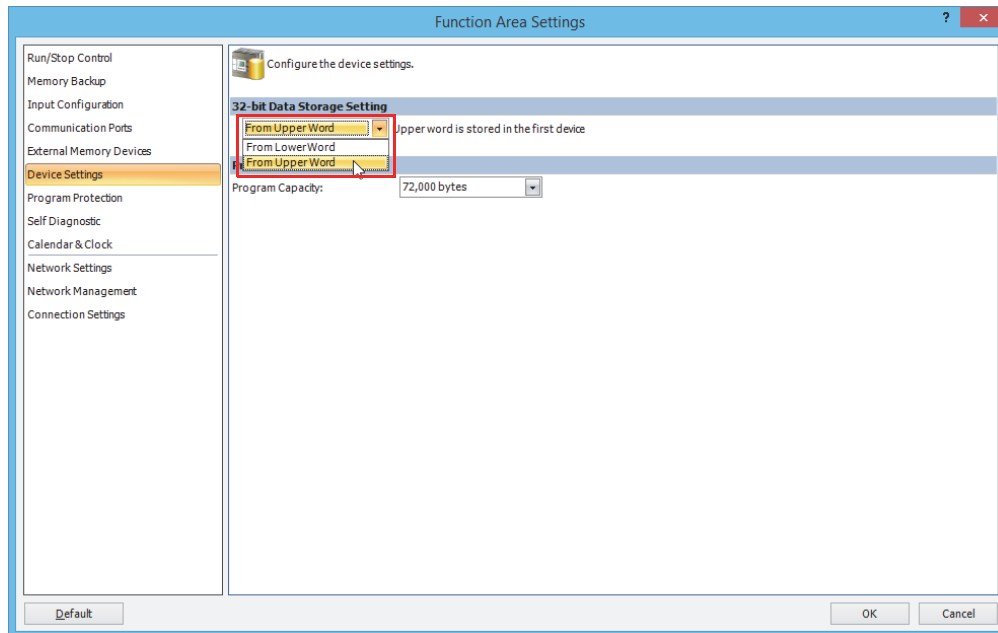 Function Area Settings
? ×
Run/Stop Control
Memory Backup
Input Configuration
Communication Ports
External Memory Devices
Device Settings
Program Protection
Self Diagnostic
Calendar & Clock
Network Settings
Network Management
Connection Settings
Configure the device settings.
32-bit Data Storage Setting
From Upper Word Upper word is stored in the first device
From Lower Word
From Upper Word
Program Capacity: 72,000 bytes
Default OK Cancel